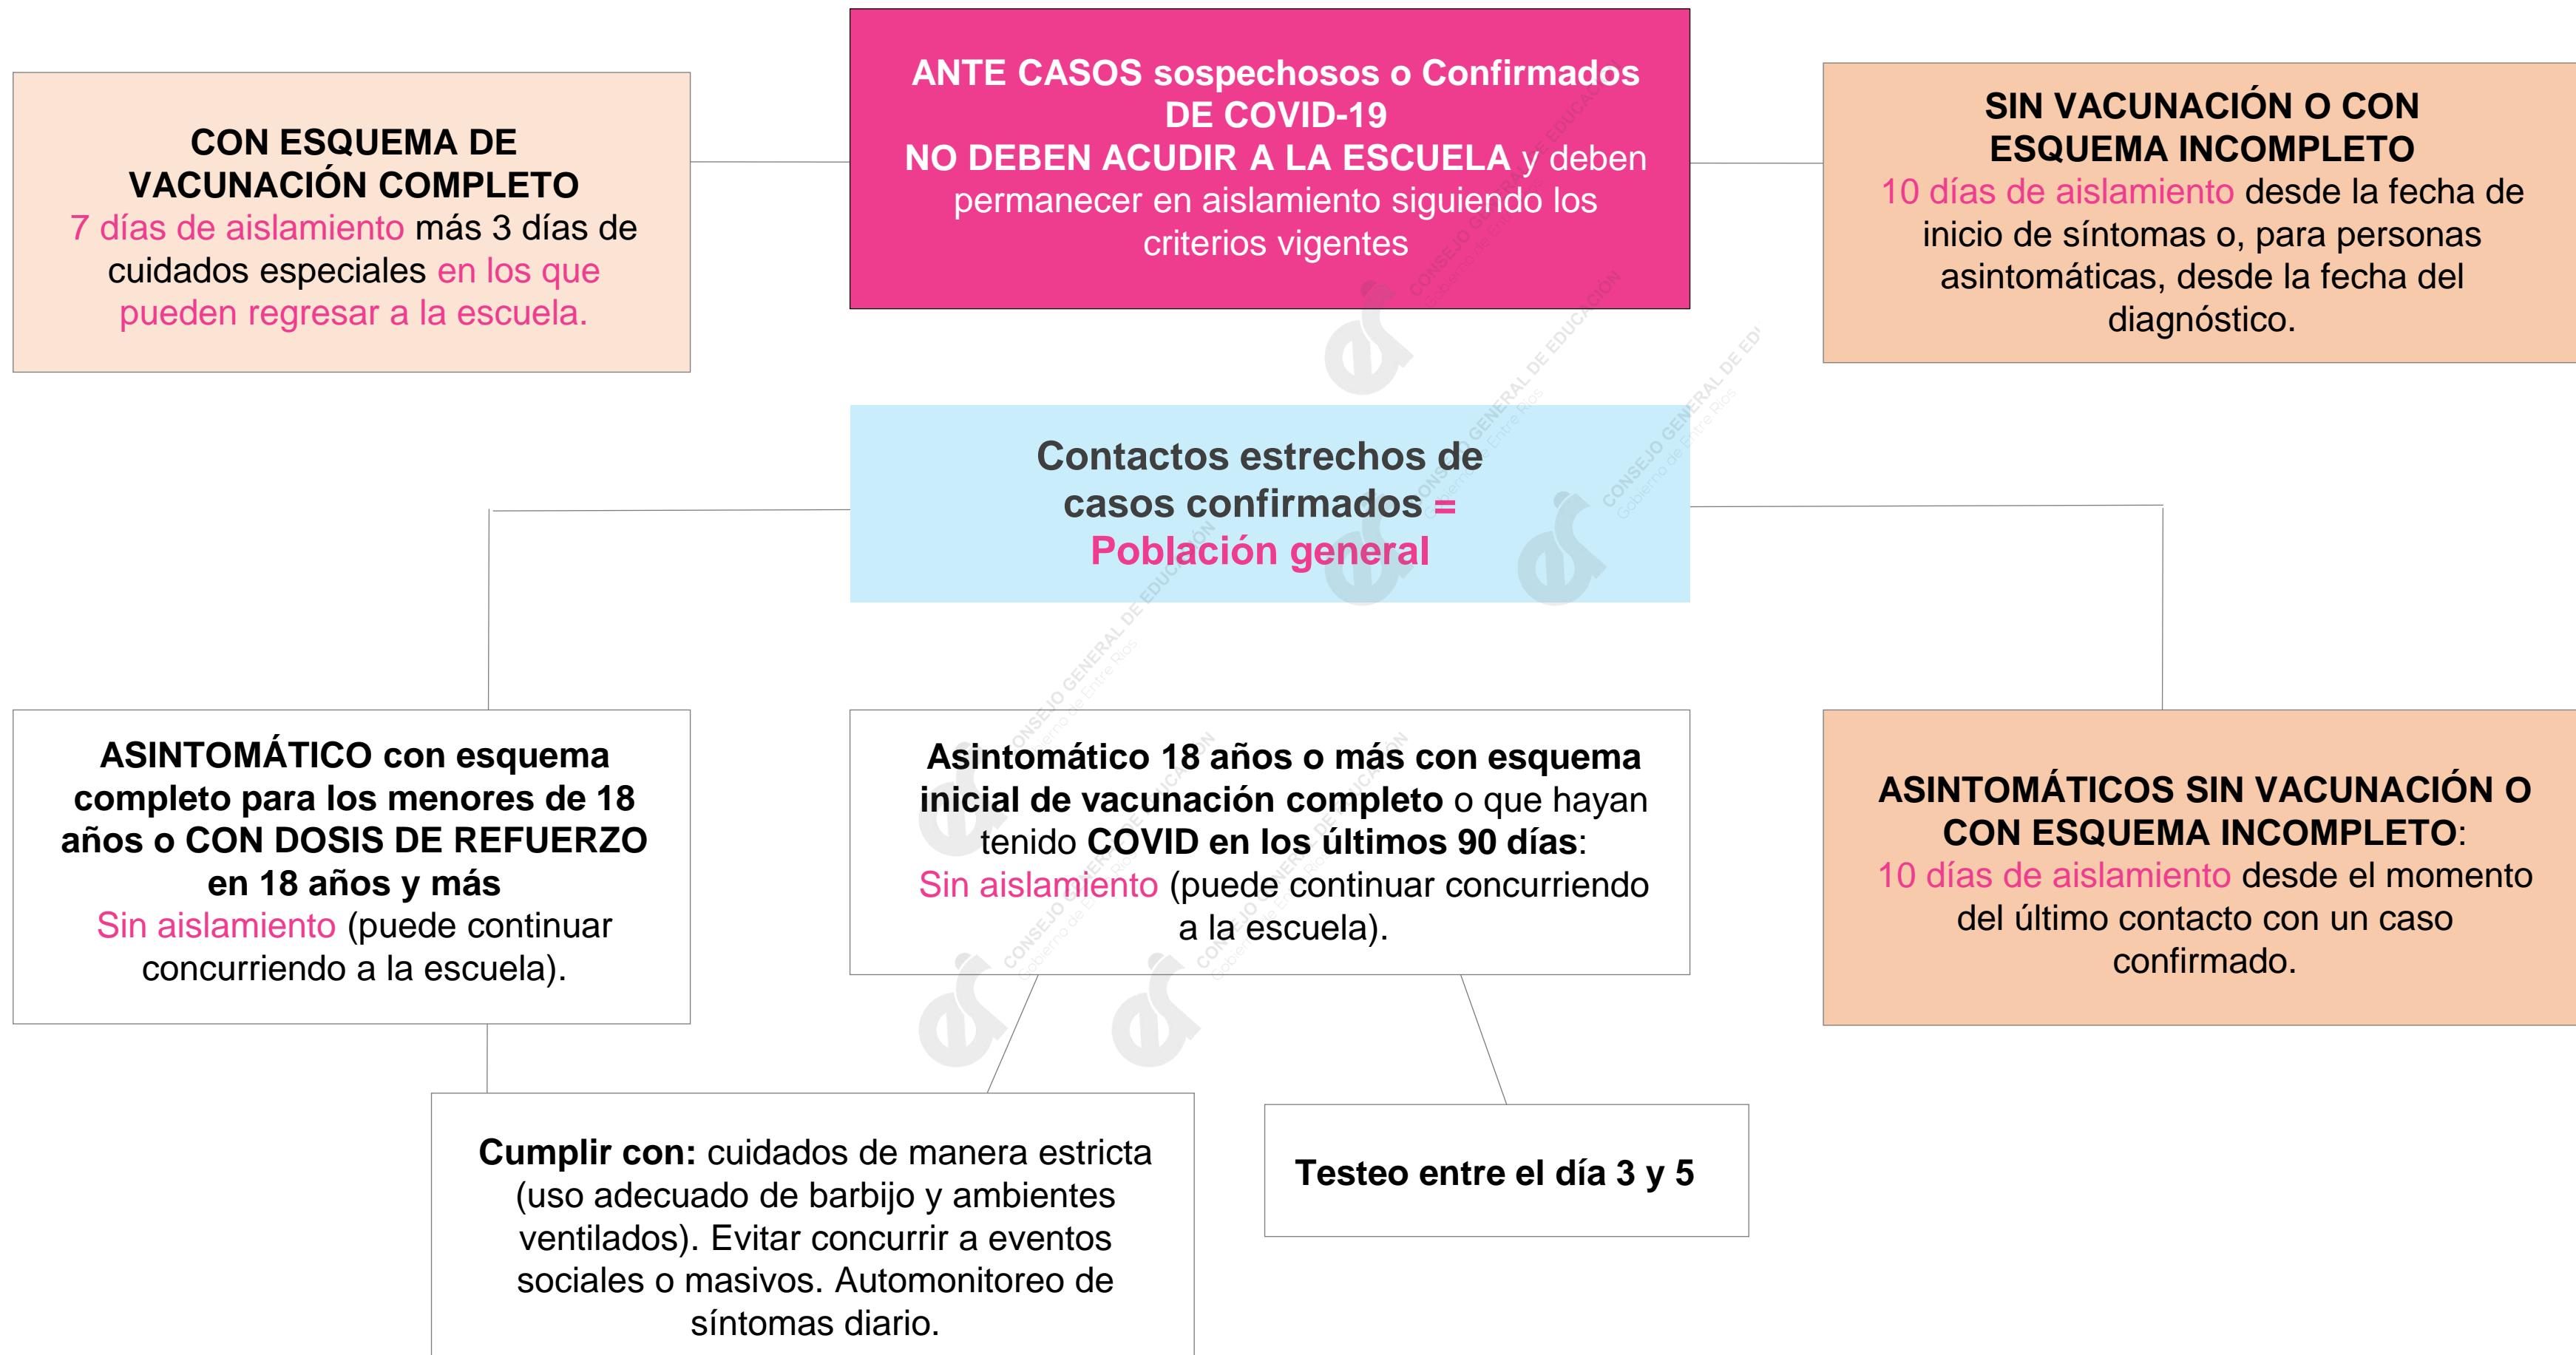 CON ESQUEMA DE
VACUNACIÓN COMPLETO
7 días de aislamiento más 3 días de
cuidados especiales en los que
pueden regresar a la escuela.
ANTE CASOS sospechosos o Confirmados
DE COVID-19
NO DEBEN ACUDIR A LA ESCUELA y deben
permanecer en aislamiento siguiendo los
criterios vigentes
SIN VACUNACIÓN O CON
ESQUEMA INCOMPLETO
10 días de aislamiento desde la fecha de
inicio de síntomas o, para personas
asintomáticas, desde la fecha del
diagnóstico.
Contactos estrechos de
casos confirmados =
Población general
ASINTOMÁTICO con esquema
completo para los menores de 18
años o CON DOSIS DE REFUERZO
en 18 años y más
Sin aislamiento (puede continuar
concurriendo a la escuela).
Asintomático 18 años o más con esquema
inicial de vacunación completo o que hayan
tenido COVID en los últimos 90 días:
Sin aislamiento (puede continuar concurriendo
a la escuela).
ASINTOMÁTICOS SIN VACUNACIÓN O
CON ESQUEMA INCOMPLETO:
10 días de aislamiento desde el momento
del último contacto con un caso
confirmado.
Cumplir con: cuidados de manera estricta
(uso adecuado de barbijo y ambientes
ventilados). Evitar concurrir a eventos
sociales o masivos. Automonitoreo de
síntomas diario.
Testeo entre el día 3 y 5
CONSEJO GENERAL DE EDUCACIÓN
Gobierno de Entre Ríos